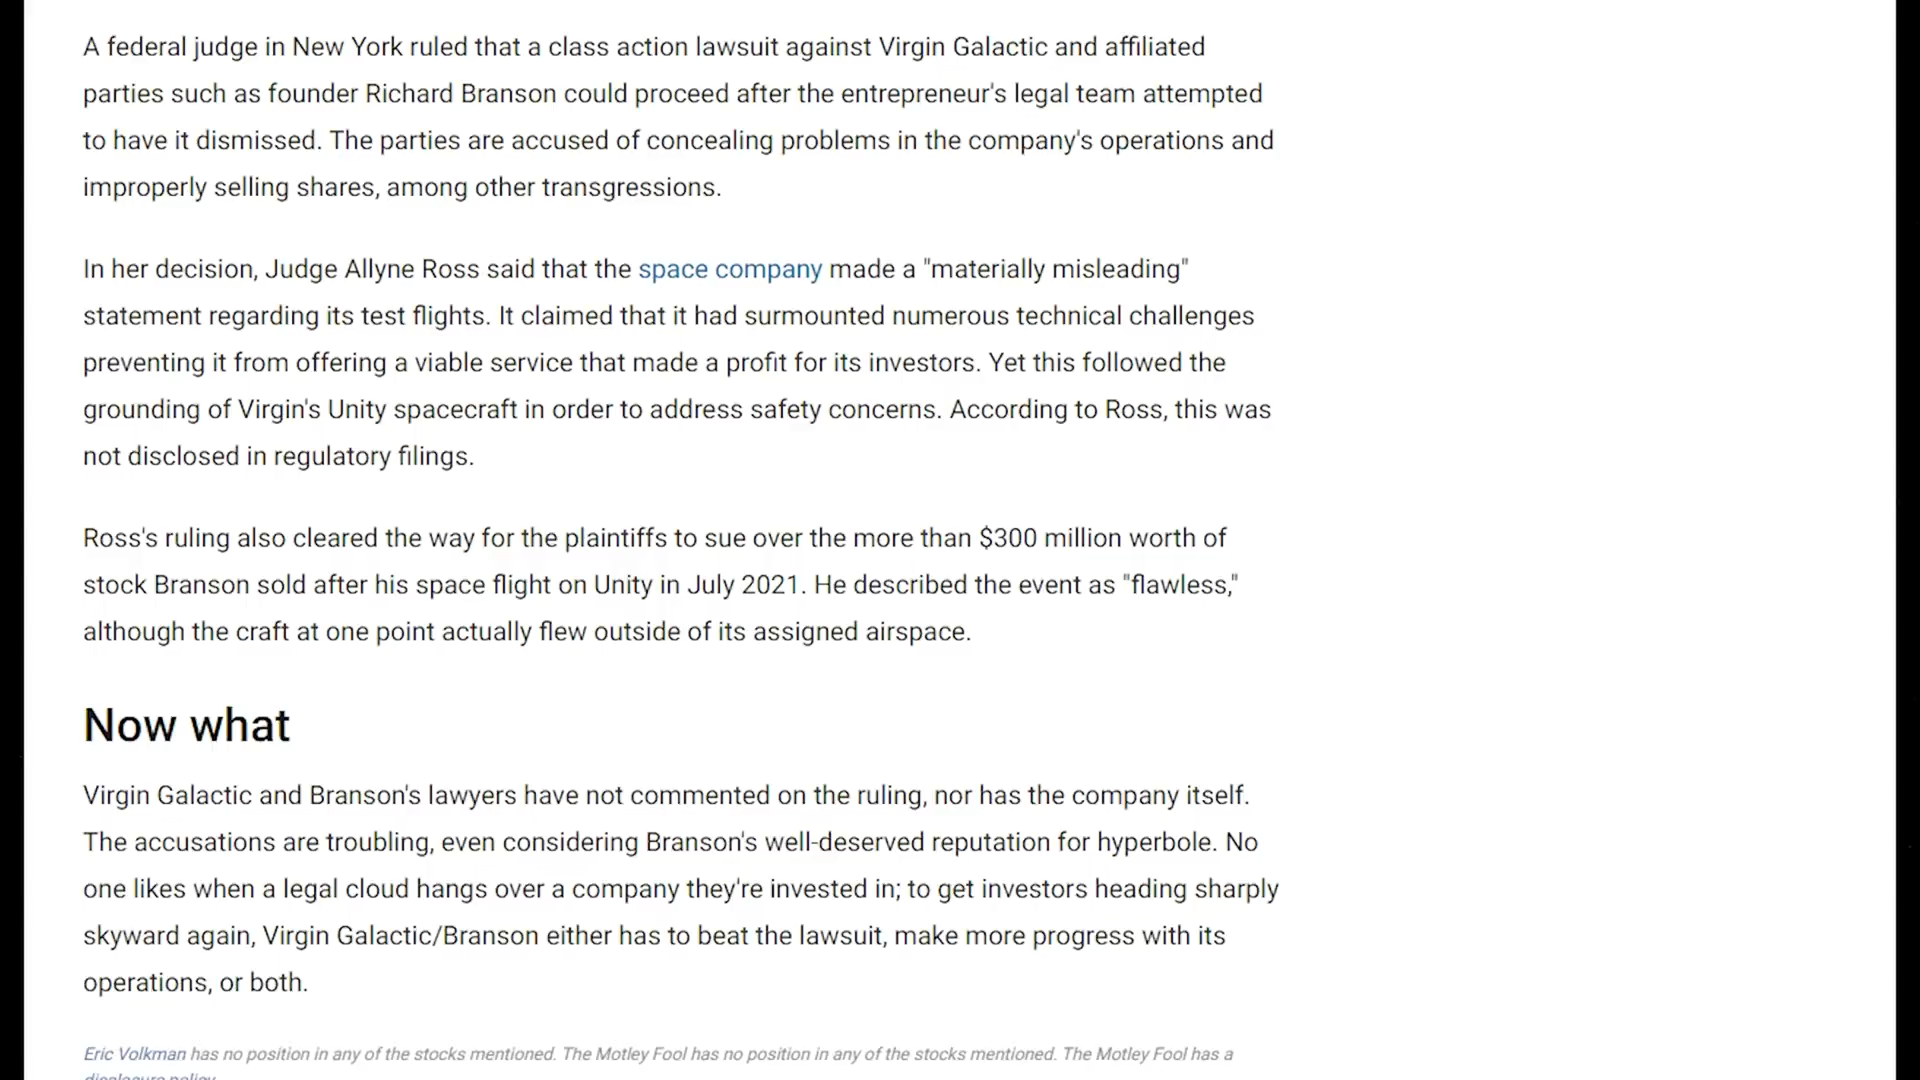 A federal judge in New York ruled that a class action lawsuit against Virgin Galactic and affiliated
parties such as founder Richard Branson could proceed after the entrepreneur's legal team attempted
to have it dismissed. The parties are accused of concealing problems in the company's operations and
improperly selling shares, among other transgressions.
In her decision, Judge Allyne Ross said that the space company made a "materially misleading"
statement regarding its test flights. It claimed that it had surmounted numerous technical challenges
preventing it from offering a viable service that made a profit for its investors. Yet this followed the
grounding of Virgin's Unity spacecraft in order to address safety concerns. According to Ross, this was
not disclosed in regulatory filings.
Ross's ruling also cleared the way for the plaintiffs to sue over the more than $300 million worth of
stock Branson sold after his space flight on Unity in July 2021. He described the event as "flawless,"
although the craft at one point actually flew outside of its assigned airspace.
Now what
Virgin Galactic and Branson's lawyers have not commented on the ruling, nor has the company itself.
The accusations are troubling, even considering Branson's well-deserved reputation for hyperbole. No
one likes when a legal cloud hangs over a company they're invested in; to get investors heading sharply
skyward again, Virgin Galactic/Branson either has to beat the lawsuit, make more progress with its
operations, or both.
Eric Volkman has no position in any of the stocks mentioned. The Motley Fool has no position in any of the stocks mentioned. The Motley Fool has a
disclosure policy.